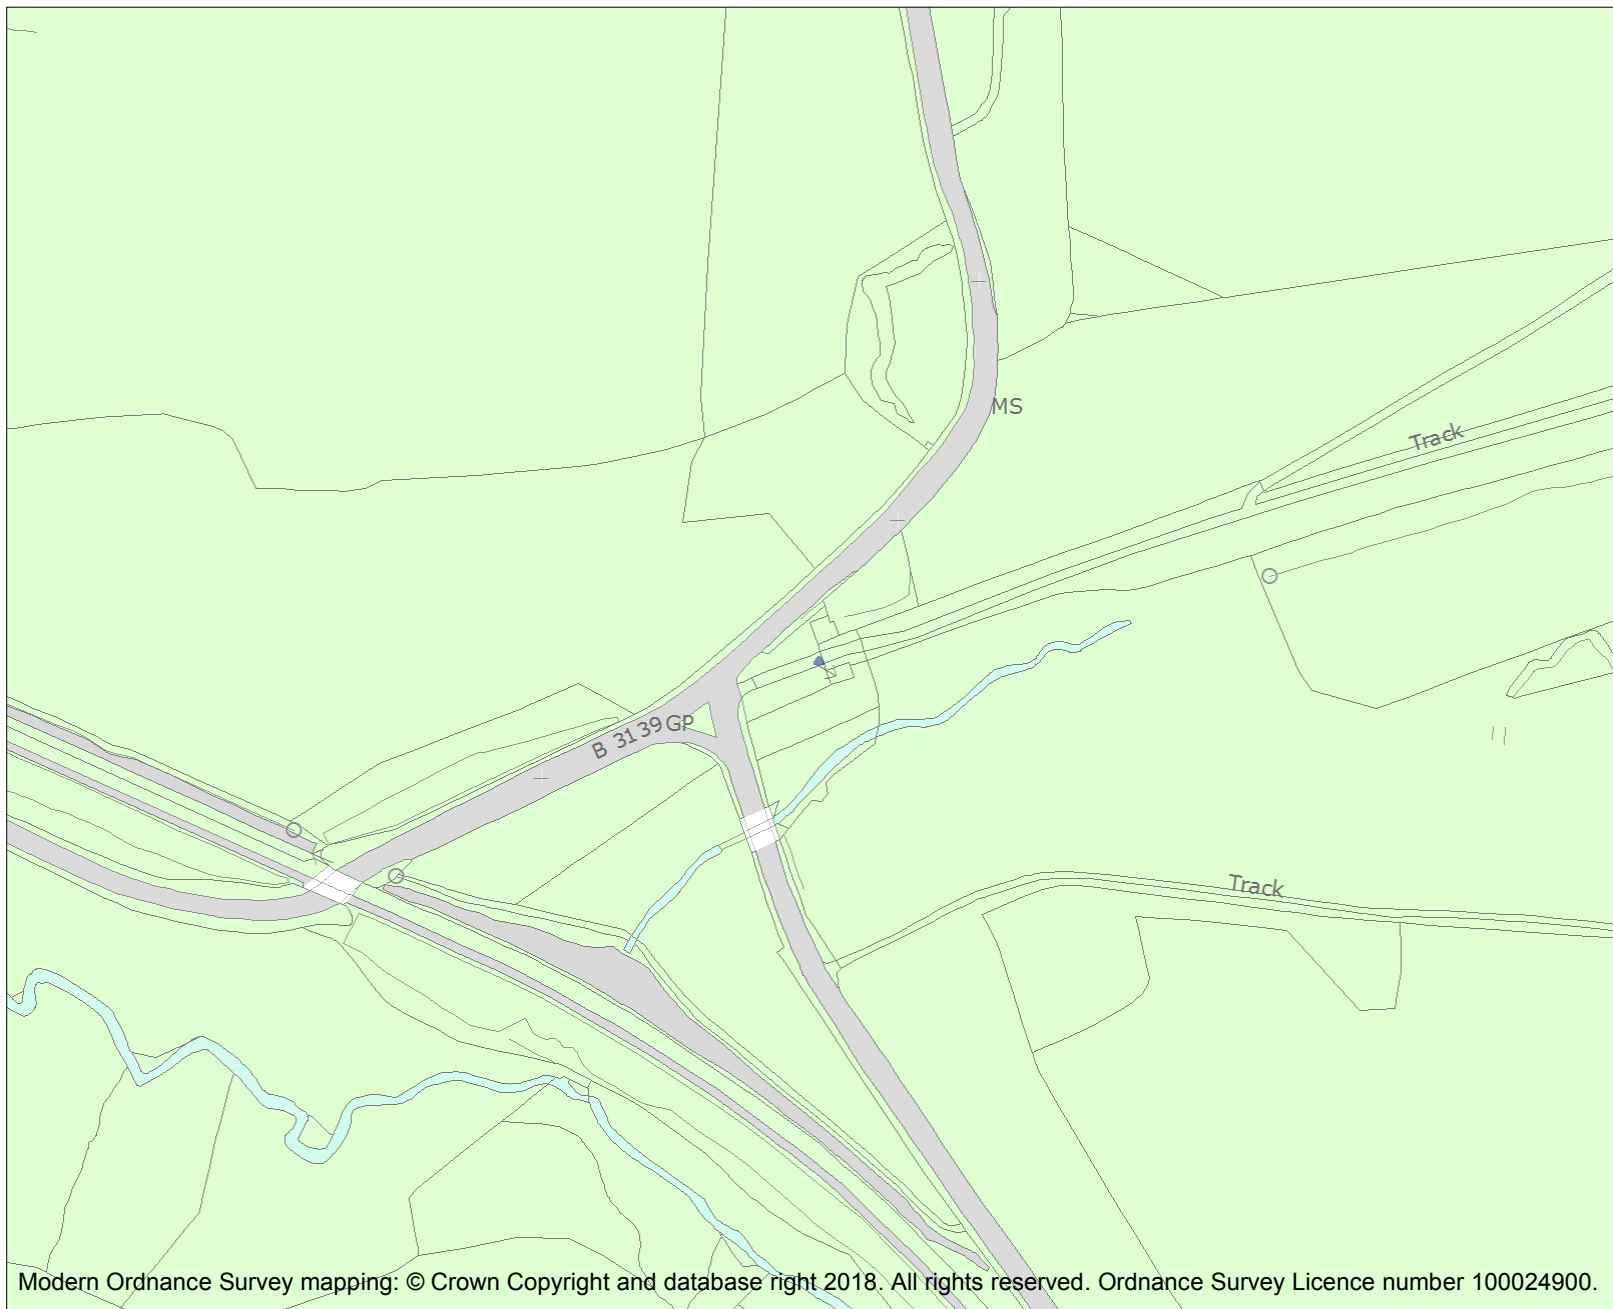 MS
Track
B 3139
GP
Track
Modern Ordnance Survey mapping: © Crown Copyright and database right 2018. All rights reserved. Ordnance Survey Licence number 100024900.